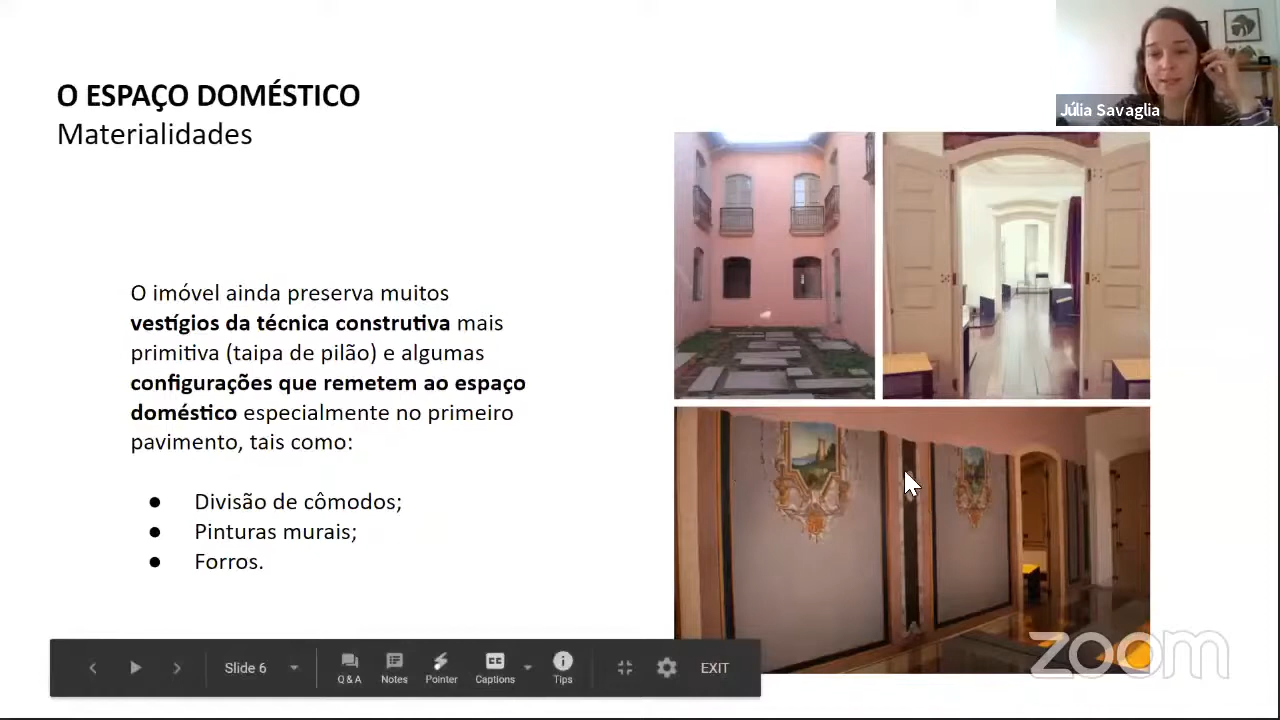 O ESPAÇO DOMÉSTICO
Materialidades
Júlia Savaglia
O imóvel ainda preserva muitos
vestígios da técnica construtiva mais
primitiva (taipa de pilão) e algumas
configurações que remetem ao espaço
doméstico especialmente no primeiro
pavimento, tais como:
● Divisão de cômodos;
● Pinturas murais;
● Forros.
Slide 6
Q & A
Notes
Pointer
CC
Captions
Tips
EXIT
zoom